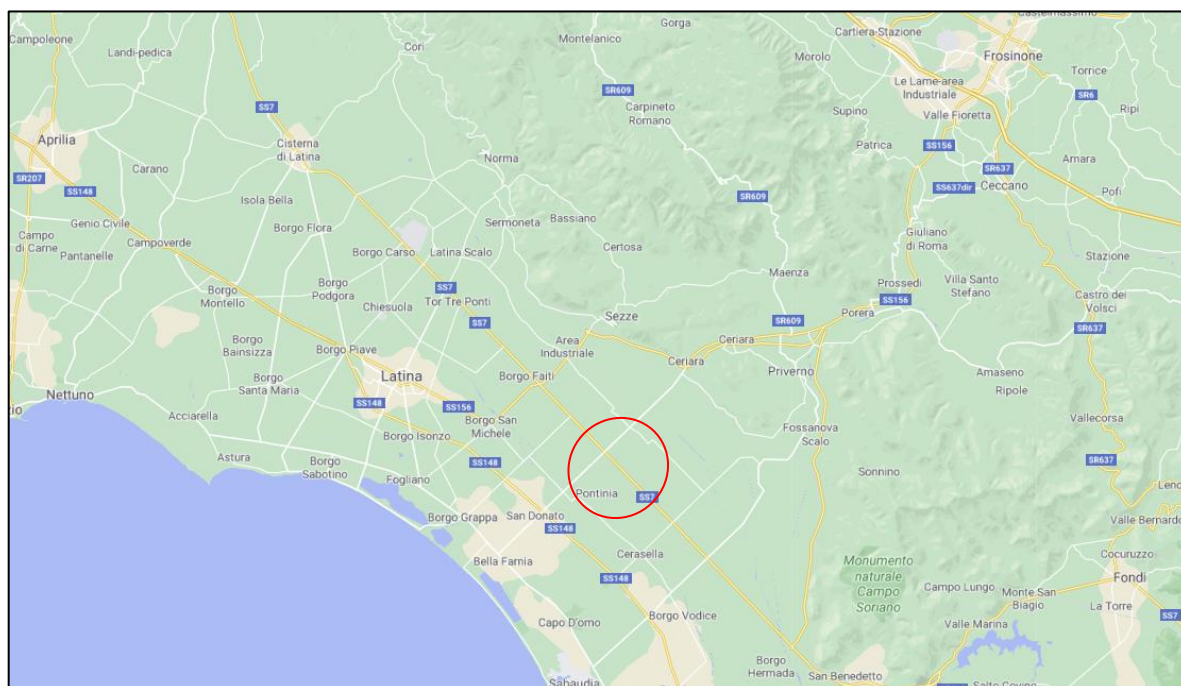 Campoleone
Landi-pedica
Cori
Montelanico
Gorga
Cartiera-Stazione
Morolo
Frosinone
Le Lame-area
Industriale
Torrice
SR6
SR609
Carpineto
Romano
Supino
Valle Fioretta
Ripi
SS7
Aprilia
Cisterna
di Latina
Norma
Patrica
SS156
SR637
Arnara
SR207
SS148
Carano
Isola Bella
Sermoneta
Bassiano
SR609
SS637dir
Ceccano
Pofi
Genio Civile
Campo
di Carne
Pantanelle
Campoverde
Borgo Flora
Borgo Carso
Latina Scalo
Certosa
Giuliano
di Roma
Stazione
Borgo
Montello
Borgo
Podgora
Chiesuola
Tor Tre Ponti
SS7
SS7
Maenza
Prossedi
Villa Santo
Stefano
SS156
Castro dei
Volsci
Sezze
SR609
Porera
SR637
Borgo
Bainsizza
Borgo Piave
Area
Industriale
Ceriara
Ceriara
Priverno
Amaseno
Ripole
Borgo
Santa Maria
Latina
Borgo Faiti
Nettuno
SS148
SS156
Acciarella
Borgo San
Michele
Vallecorsa
Borgo Isonzo
Fossanova
Scalo
Astura
Borgo
Sabotino
Fogliano
SS148
Sonnino
SR637
Pontinia
SS7
Borgo Grappa
San Donato
SS148
Valle Bernardo
Bella Farnia
Cerasella
SS148
Monumento
naturale
Campo
Soriano
Cocuruzzo
Fondi
Campo Lungo
Monte San
Biagio
La Torre
SS7
Capo D'omo
Borgo Vodice
Valle Marina
Borgo
Hermada
San Benedetto
Sabaudia